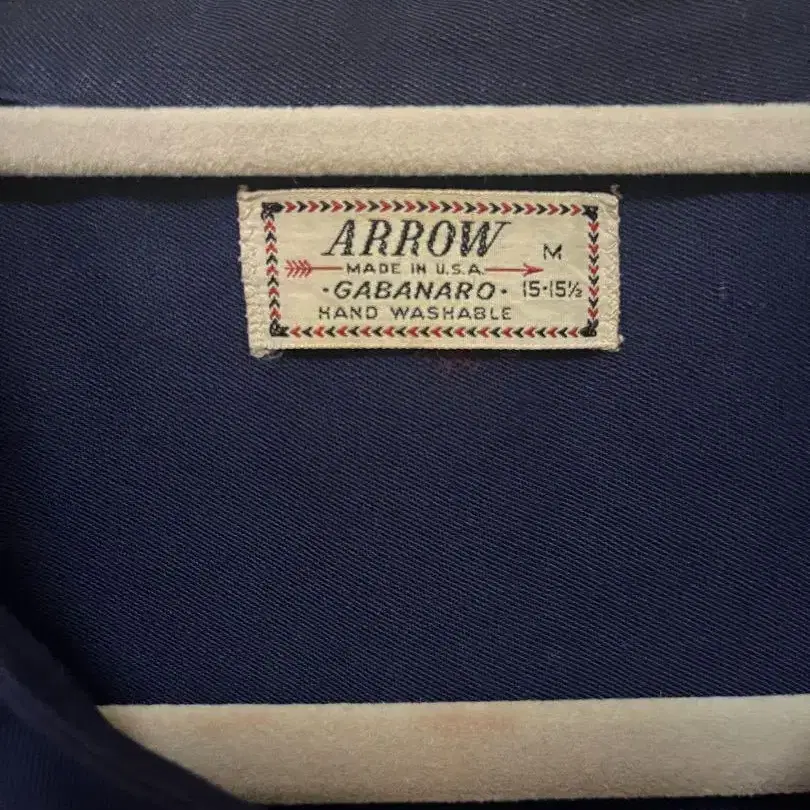 ARROW
M
MADE IN U.S.A.
·GABANARO· 15-15½
HAND WASHABLE